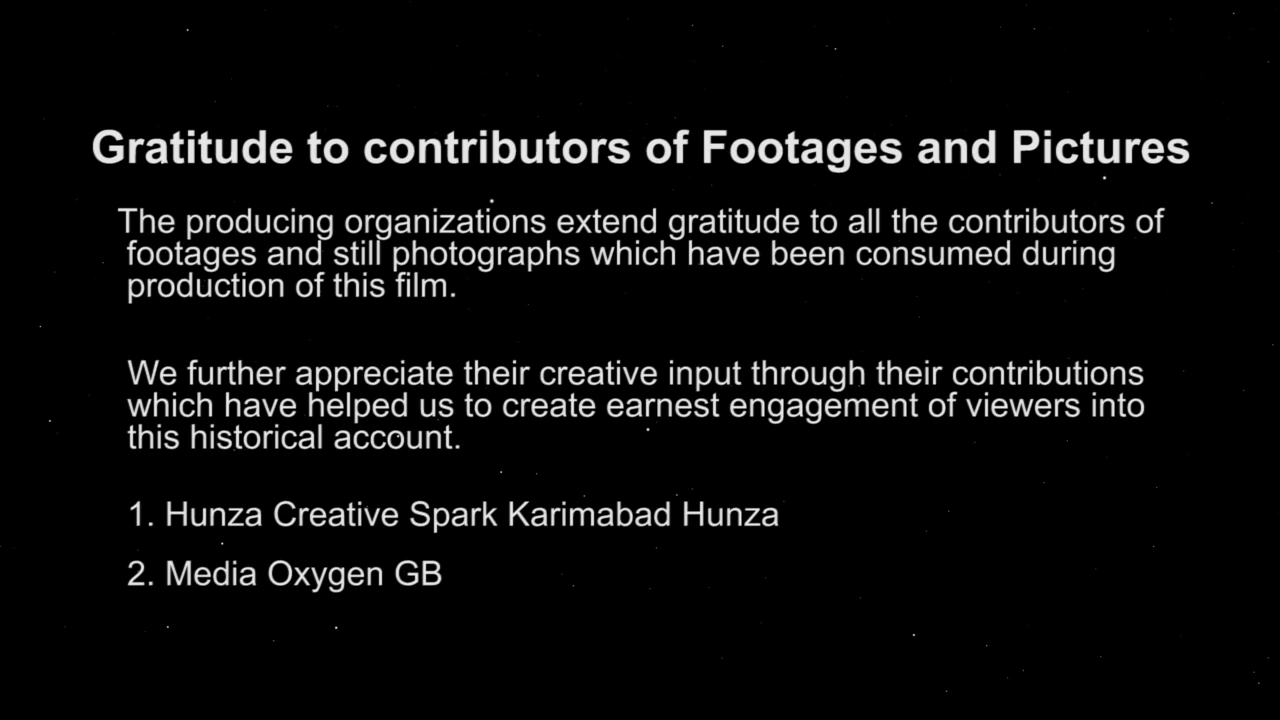 Gratitude to contributors of Footages and Pictures
The producing organizations extend gratitude to all the contributors of
footages and still photographs which have been consumed during
production of this film.
We further appreciate their creative input through their contributions
which have helped us to create earnest engagement of viewers into
this historical account.
1. Hunza Creative Spark Karimabad Hunza
2. Media Oxygen GB